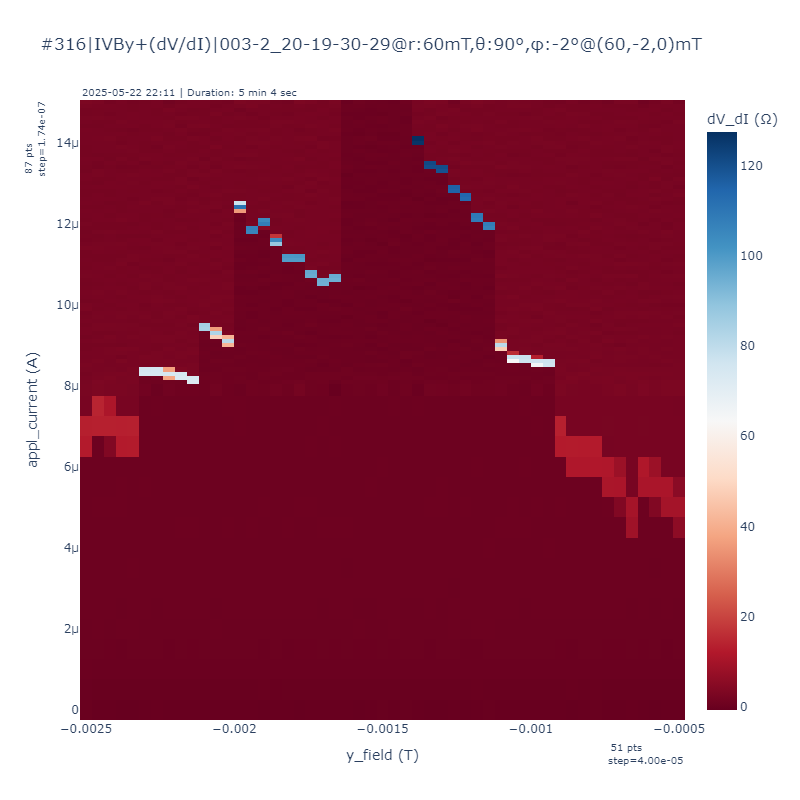 #316|IVBy+(dV/dI)|003-2_20-19-30-29@r:60mT,θ:90°,φ:-2°@(60,-2,0)mT
2025-05-22 22:11 | Duration: 5 min 4 sec
87 pts
step=1.74e-07
dV_dI (Ω)
14μ
12μ
10μ
8μ
6μ
4μ
2μ
0
appl_current (A)
120
100
80
60
40
20
0
−0.0025
−0.002
−0.0015
−0.001
−0.0005
y_field (T)
51 pts
step=4.00e-05